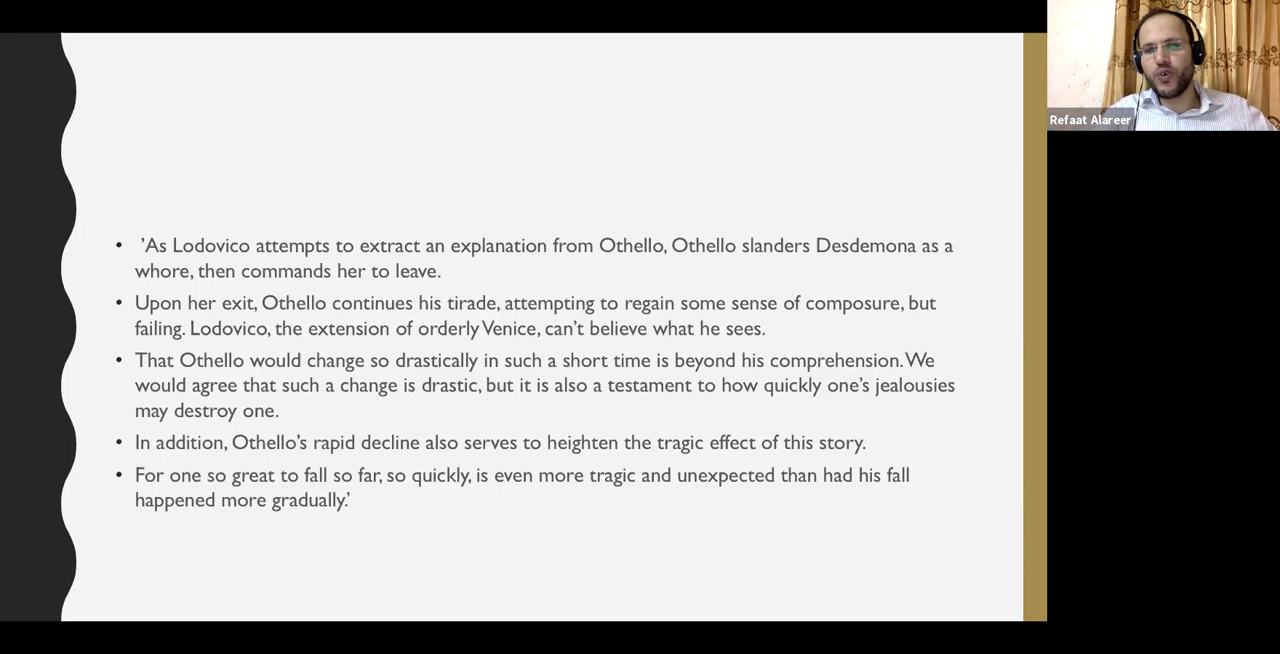 • ’As Lodovico attempts to extract an explanation from Othello, Othello slanders Desdemona as a
whore, then commands her to leave.
• Upon her exit, Othello continues his tirade, attempting to regain some sense of composure, but
failing. Lodovico, the extension of orderly Venice, can’t believe what he sees.
• That Othello would change so drastically in such a short time is beyond his comprehension. We
would agree that such a change is drastic, but it is also a testament to how quickly one’s jealousies
may destroy one.
• In addition, Othello’s rapid decline also serves to heighten the tragic effect of this story.
• For one so great to fall so far, so quickly, is even more tragic and unexpected than had his fall
happened more gradually.’
Refaat Alareer